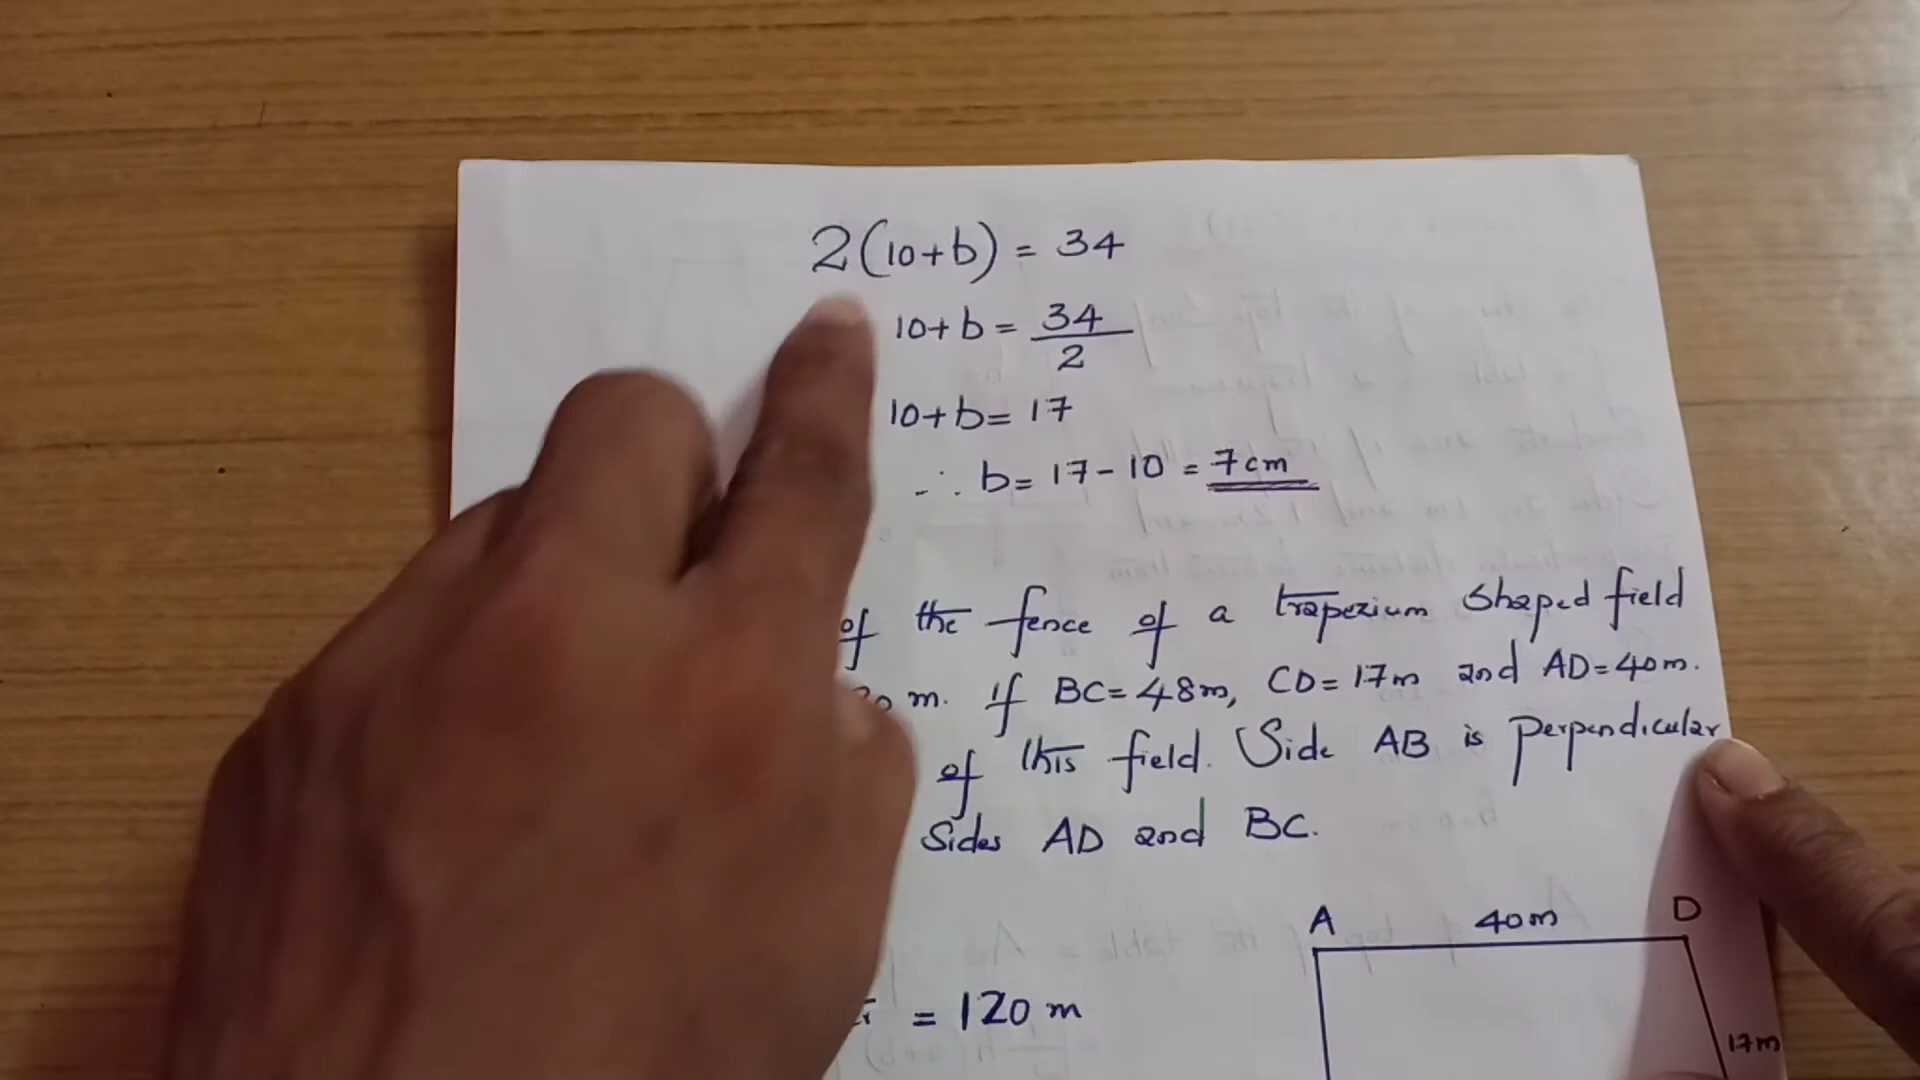 2(10+b) = 34
10+b = 34/2
10+b= 17
∴ b= 17-10 = 7cm
of the fence of a trapezium shaped field
0 m. if BC=48m, CD=17m and AD=40m.
of this field. Side AB is perpendicular
sides AD and BC.
A 40m D
= 120 m
17m